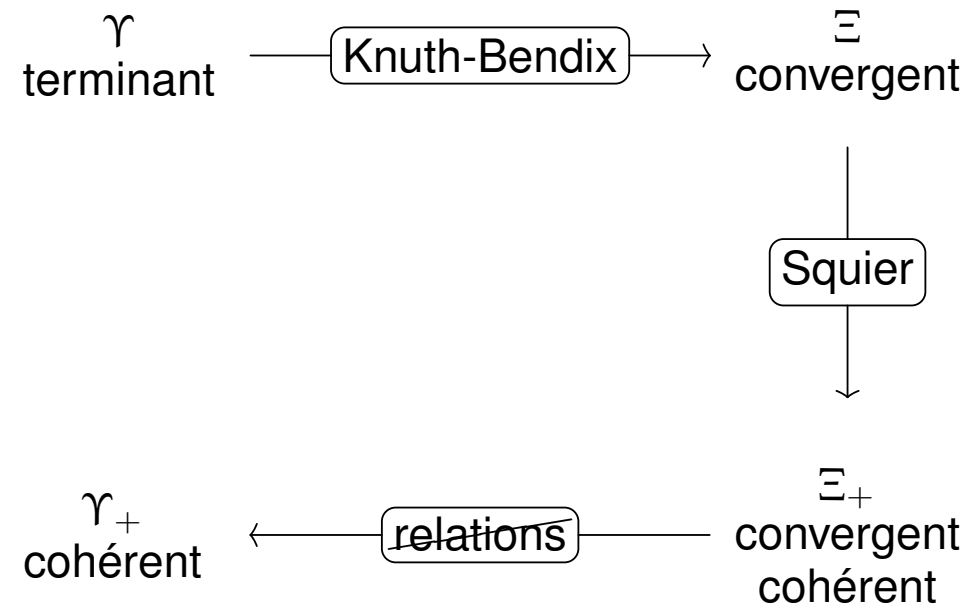 ϒ
terminant
Knuth-Bendix
Ξ
convergent
Squier
ϒ₊
cohérent
relations
Ξ₊
convergent
cohérent